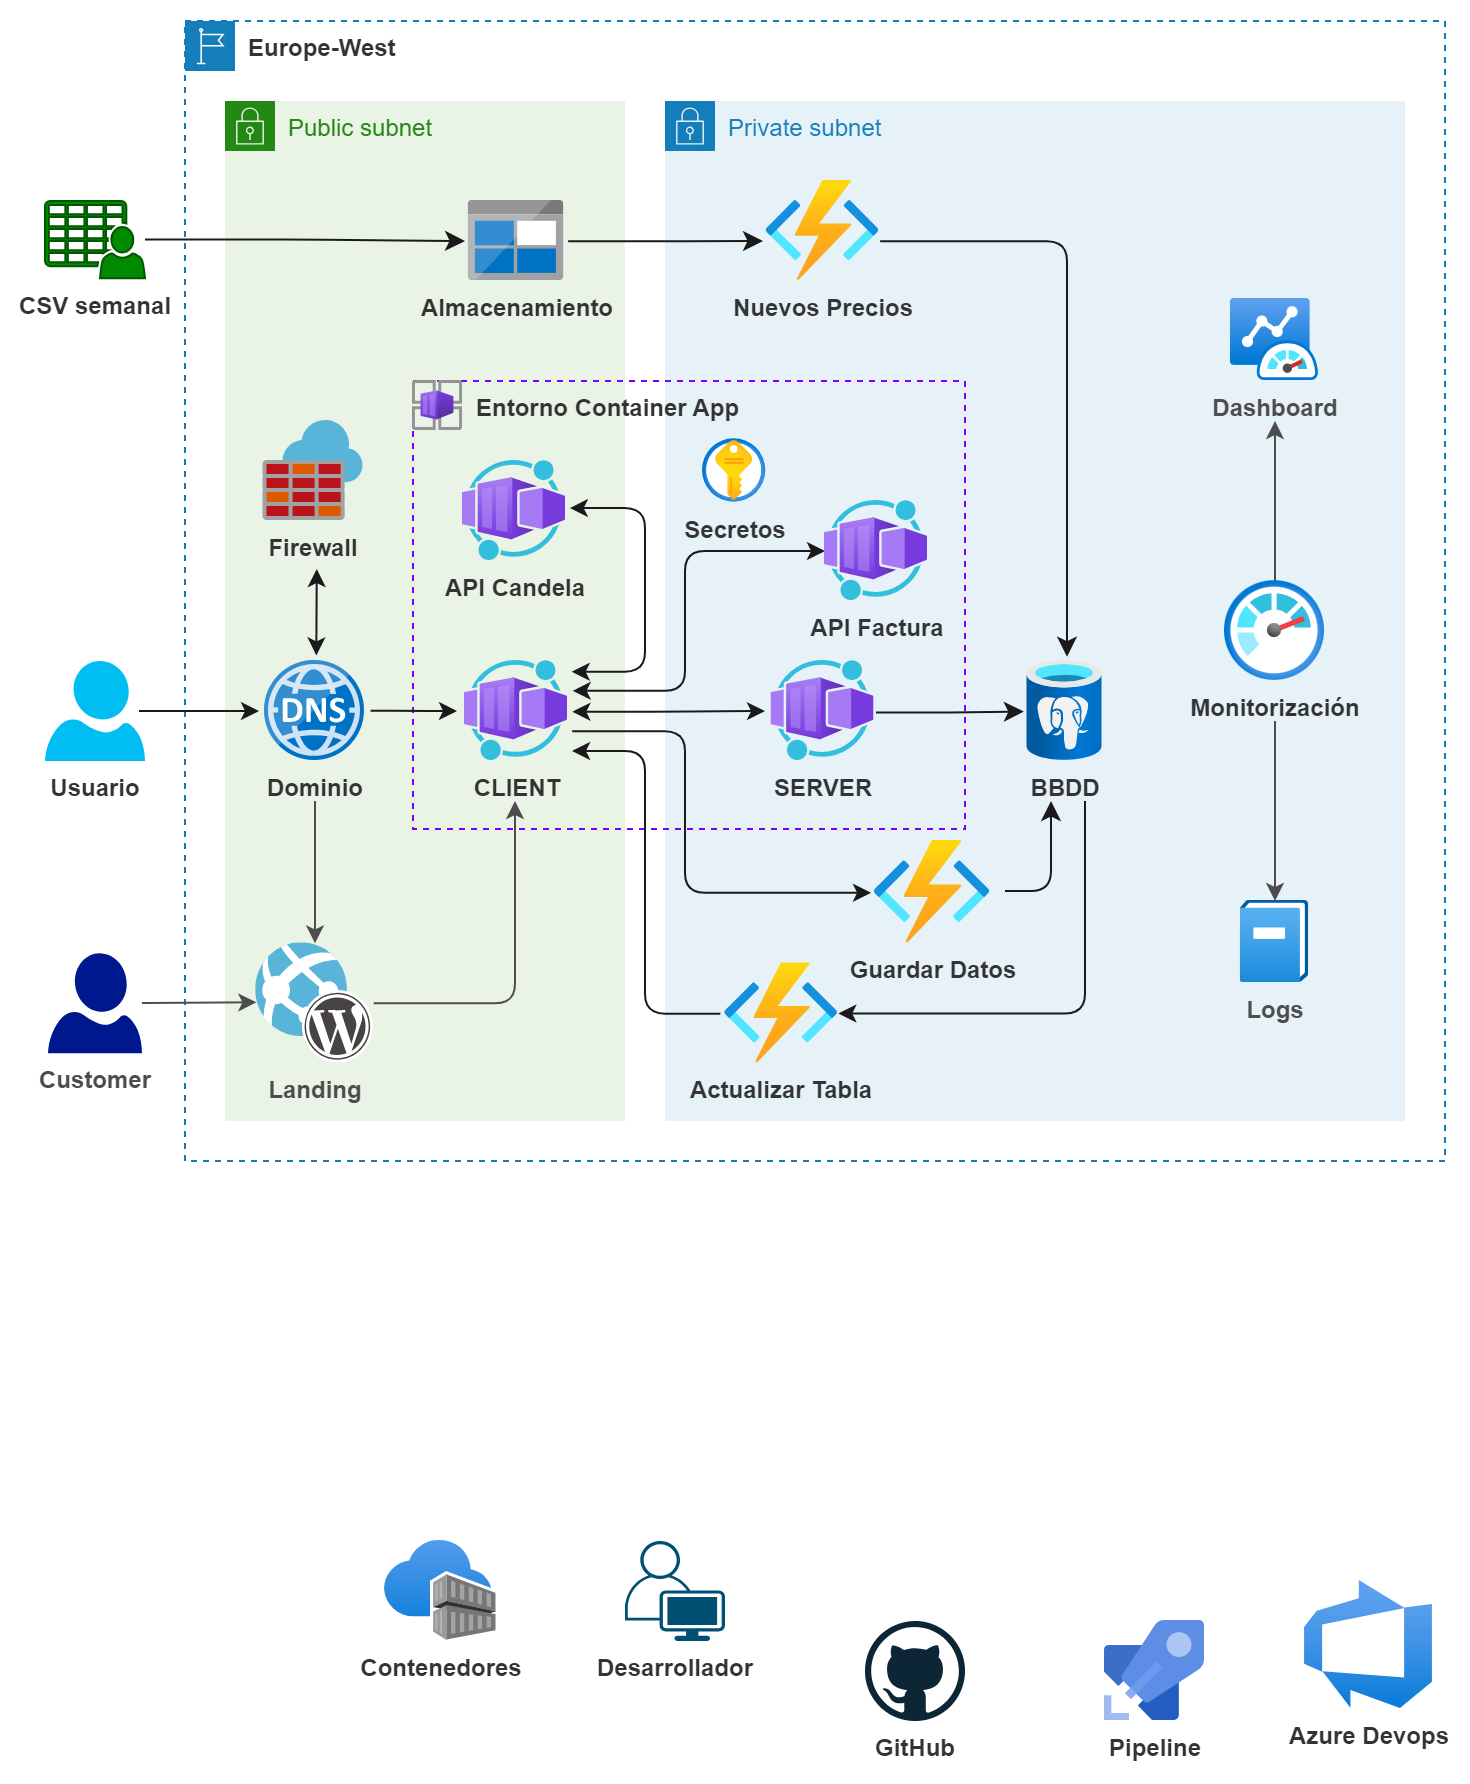 Europe-West
Public subnet
Private subnet
CSV semanal
Almacenamiento
Nuevos Precios
Dashboard
Entorno Container App
Firewall
Secretos
API Candela
API Factura
DNS
Monitorización
Usuario
Dominio
CLIENT
SERVER
BBDD
Guardar Datos
Logs
Customer
Landing
Actualizar Tabla
Contenedores
Desarrollador
GitHub
Pipeline
Azure Devops